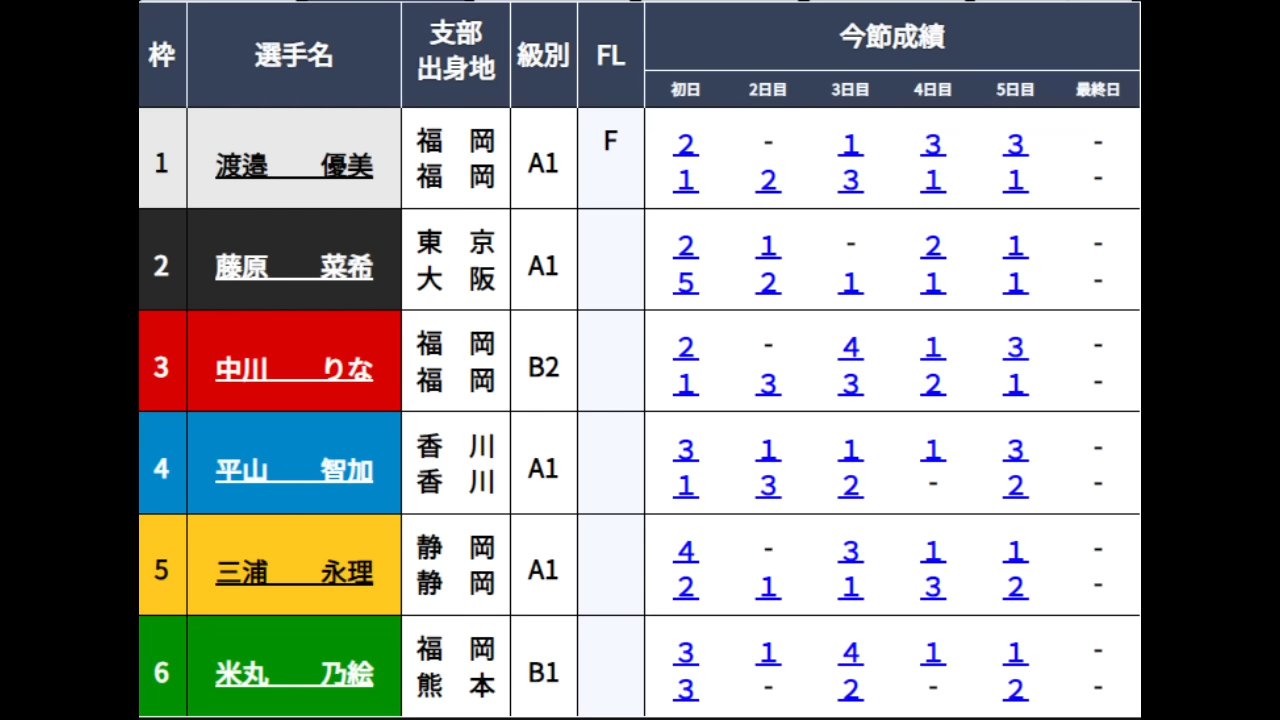 枠 選手名 支部 級別 FL 今節成績
出身地
初日 2日目 3日目 4日目 5日目 最終日
1 渡邉 優美 福岡 A1 F 2 - 1 3 3 -
福岡 1 2 3 1 1 -
2 藤原 菜希 東京 A1 2 1 - 2 1 -
大阪 5 2 1 1 1 -
3 中川 りな 福岡 B2 2 - 4 1 3 -
福岡 1 3 3 2 1 -
4 平山 智加 香川 A1 3 1 1 1 3 -
香川 1 3 2 - 2 -
5 三浦 永理 静岡 A1 4 - 3 1 1 -
静岡 2 1 1 3 2 -
6 米丸 乃絵 福岡 B1 3 1 4 1 1 -
熊本 3 - 2 - 2 -